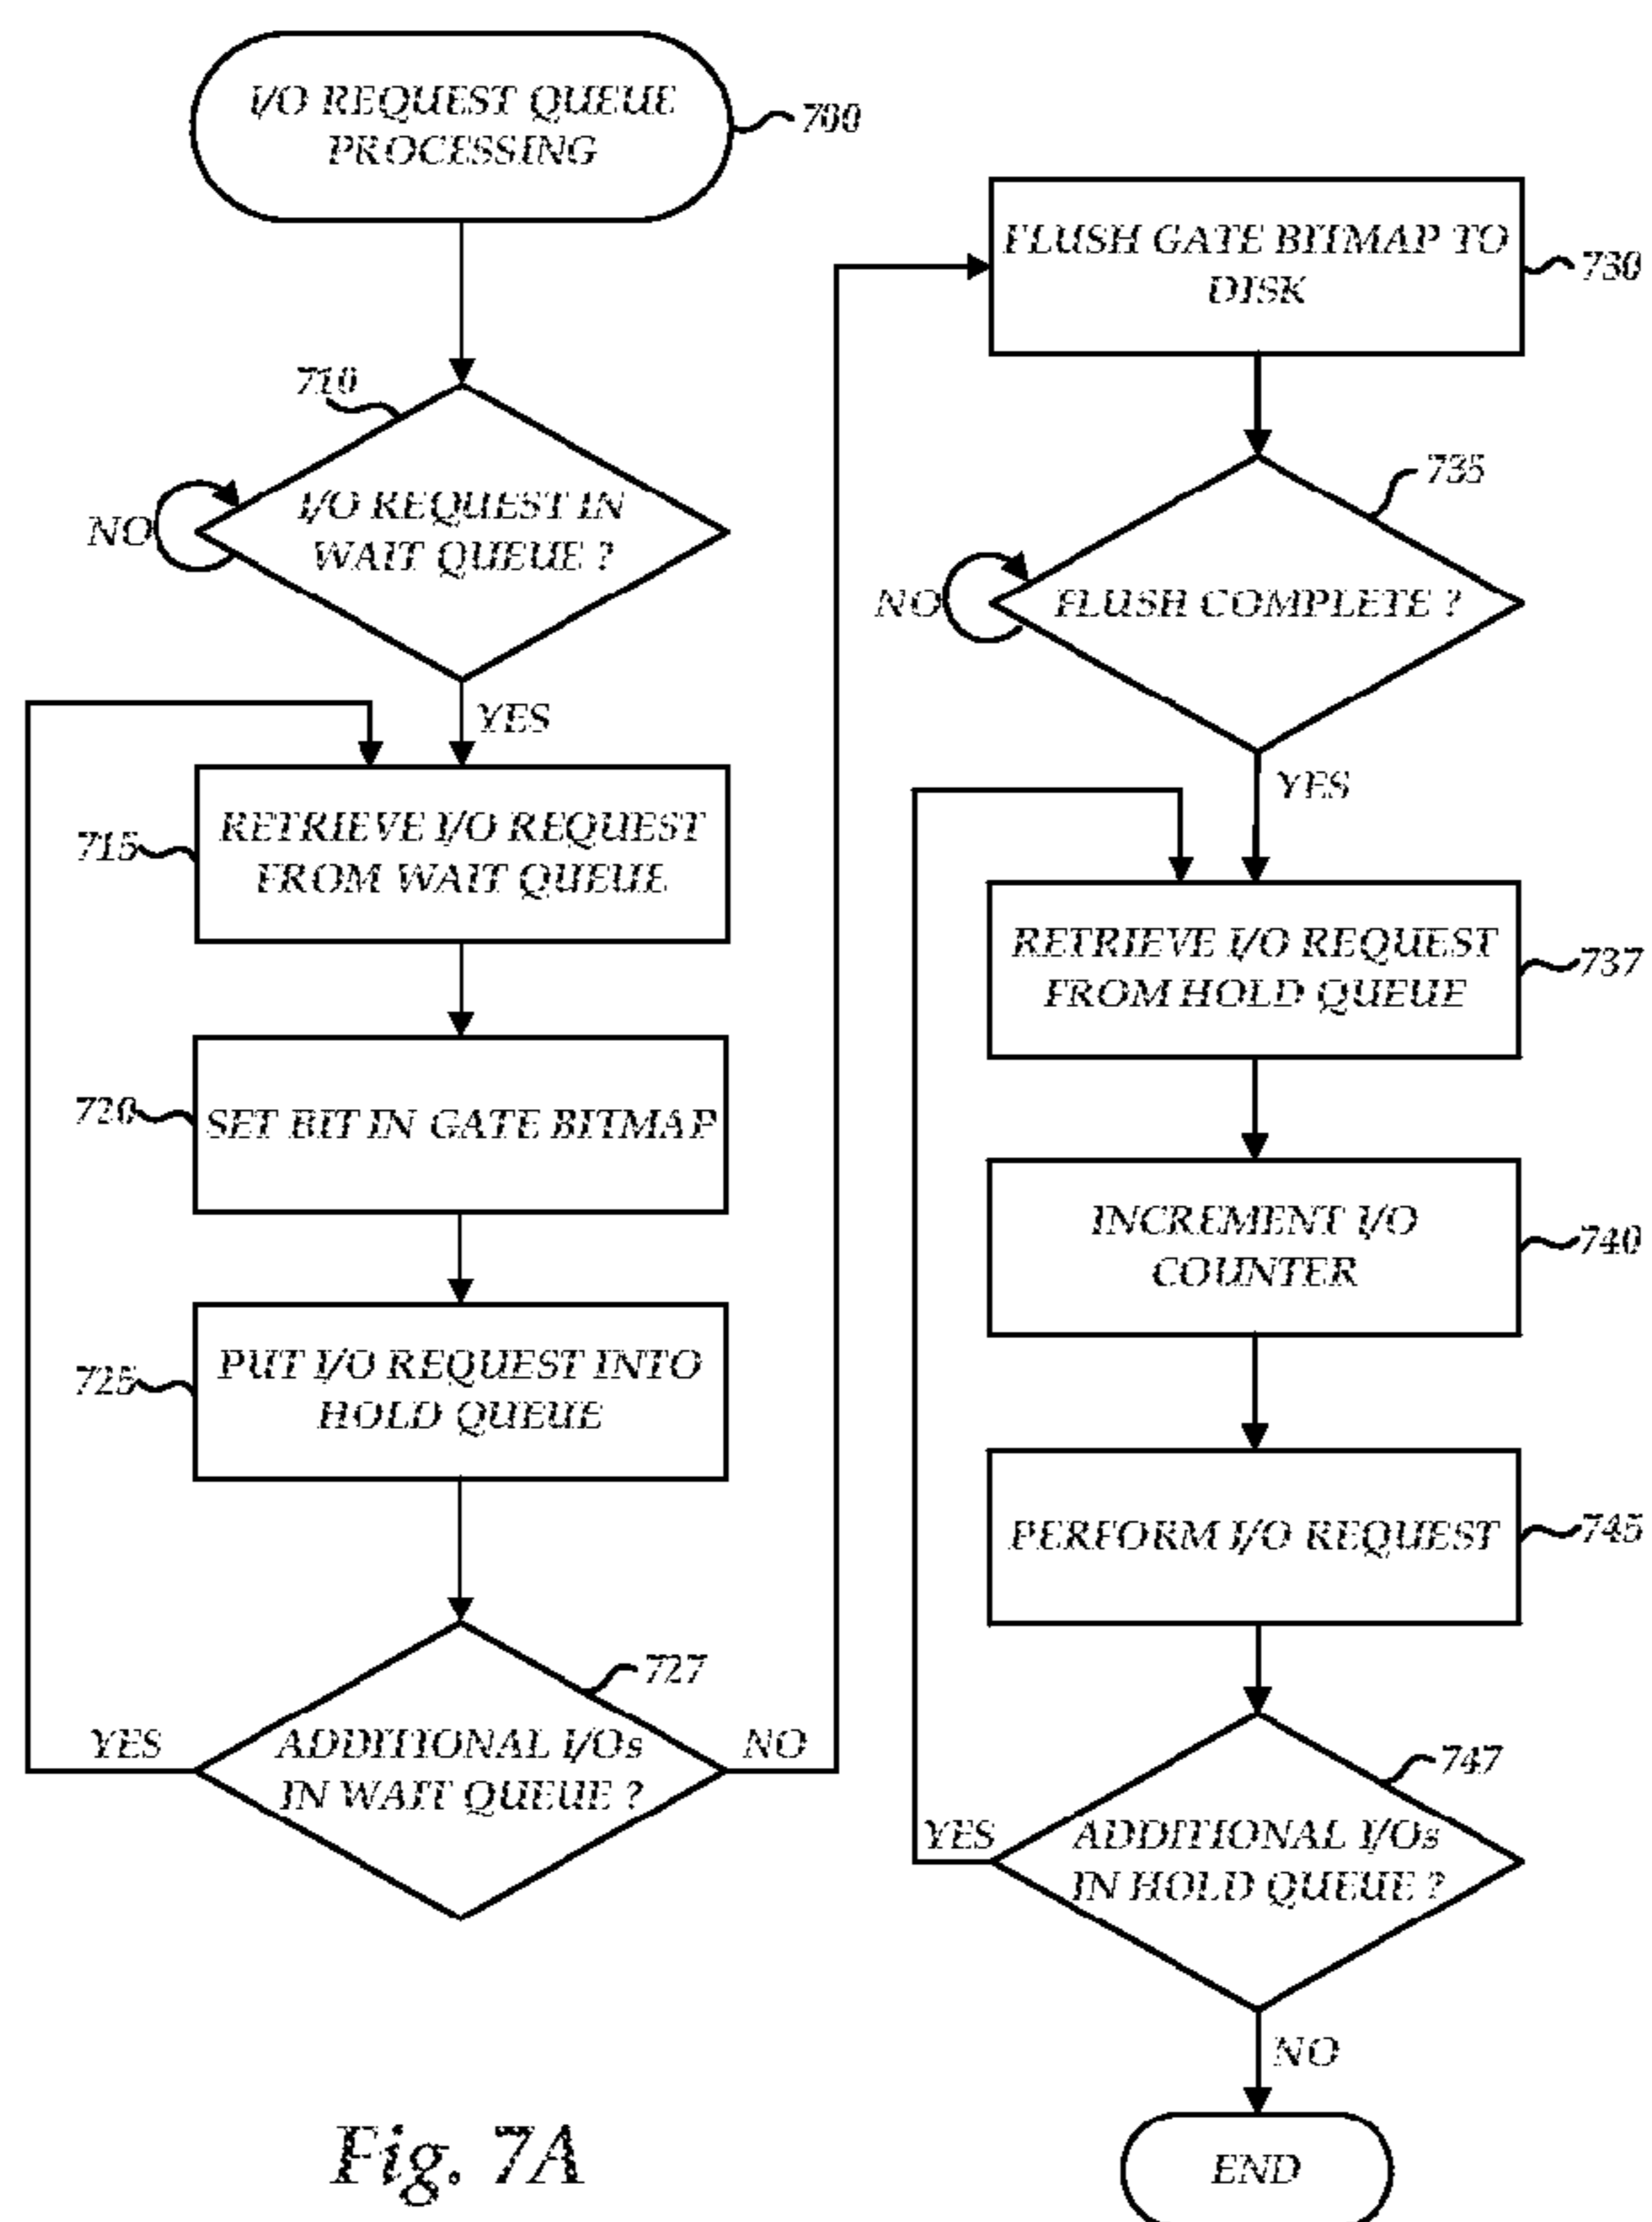 I/O REQUEST QUEUE
PROCESSING
700
710
I/O REQUEST IN
WAIT QUEUE ?
NO
YES
715
RETRIEVE I/O REQUEST
FROM WAIT QUEUE
720
SET BIT IN GATE BITMAP
725
PUT I/O REQUEST INTO
HOLD QUEUE
727
ADDITIONAL I/Os
IN WAIT QUEUE ?
YES
NO
FLUSH GATE BITMAP TO
DISK
730
735
FLUSH COMPLETE ?
NO
YES
RETRIEVE I/O REQUEST
FROM HOLD QUEUE
737
INCREMENT I/O
COUNTER
740
PERFORM I/O REQUEST
745
747
ADDITIONAL I/Os
IN HOLD QUEUE ?
YES
NO
END
Fig. 7A